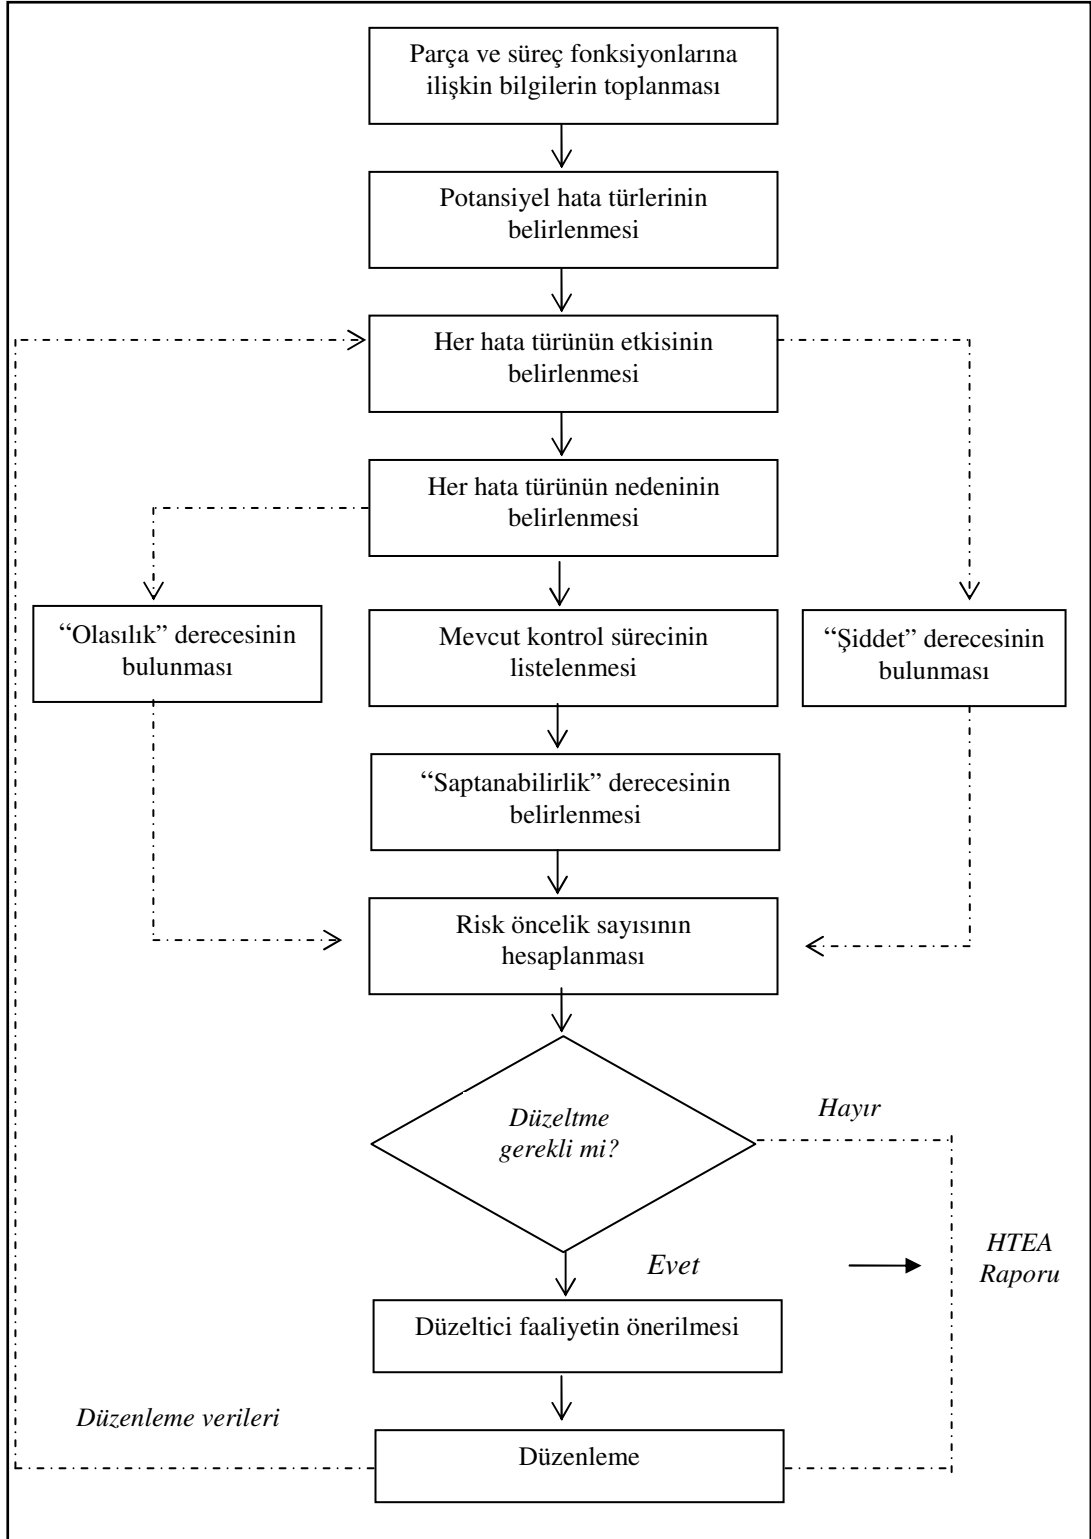 Parça ve süreç fonksiyonlarına
ilişkin bilgilerin toplanması
Potansiyel hata türlerinin
belirlenmesi
Her hata türünün etkisinin
belirlenmesi
Her hata türünün nedeninin
belirlenmesi
“Olasılık” derecesinin
bulunması
Mevcut kontrol sürecinin
listelenmesi
“Şiddet” derecesinin
bulunması
“Saptanabilirlik” derecesinin
belirlenmesi
Risk öncelik sayısının
hesaplanması
Düzeltme
gerekli mi?
Hayır
Evet
HTEA
Raporu
Düzeltici faaliyetin önerilmesi
Düzenleme verileri
Düzenleme